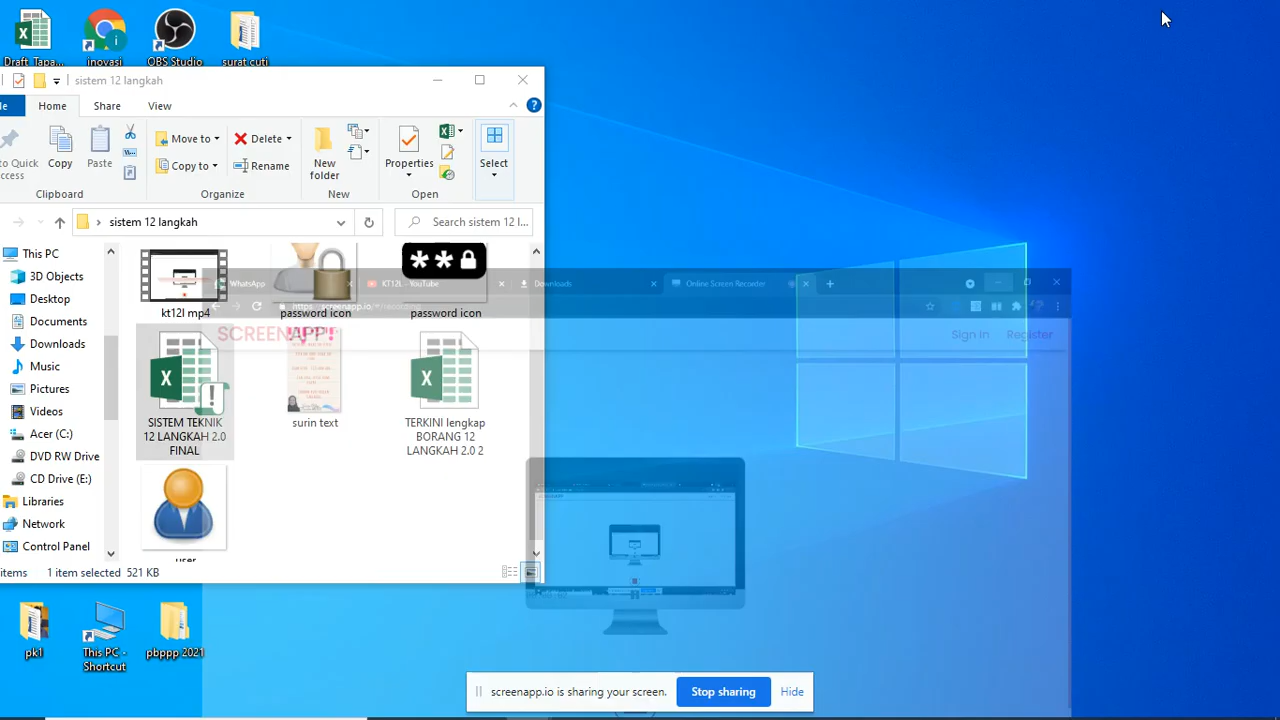 Draft Tapa...
inovasi
OBS Studio
surat cuti
sistem 12 langkah
Home
Share
View
Copy
Paste
Move to
Copy to
Delete
Rename
New
folder
Properties
Select
Clipboard
Organize
New
Open
sistem 12 langkah
Search sistem 12 l...
This PC
3D Objects
Desktop
Documents
Downloads
Music
Pictures
Videos
Acer (C:)
DVD RW Drive
CD Drive (E:)
Libraries
Network
Control Panel
kt12l mp4
password icon
password icon
SISTEM TEKNIK
12 LANGKAH 2.0
FINAL
surin text
TERKINI lengkap
BORANG 12
LANGKAH 2.0 2
user
items
1 item selected
521 KB
WhatsApp
KT12L - YouTube
Downloads
Online Screen Recorder
SCREENAPP!
Sign In
Register
pk1
This PC -
Shortcut
pbppp 2021
screenapp.io is sharing your screen.
Stop sharing
Hide